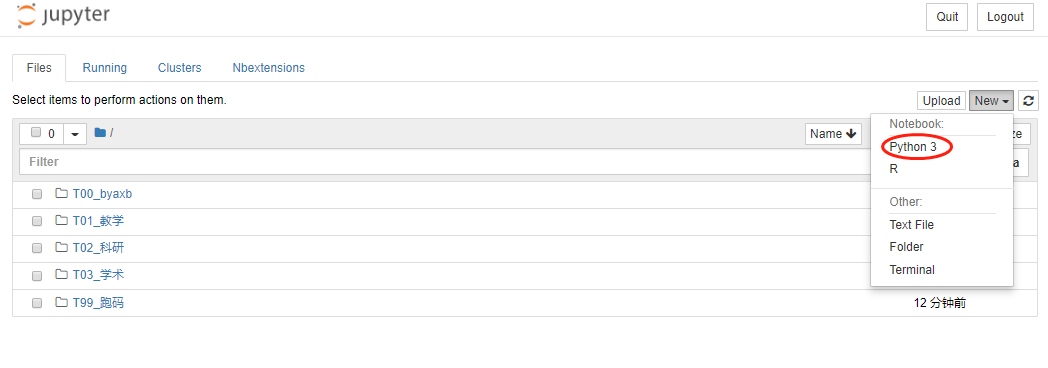 jupyter
Quit Logout
Files Running Clusters Nbextensions
Select items to perform actions on them.
Upload New
0 / Name ze
Notebook:
Filter a
Python 3
R
T00_byaxb
Other:
T01_教学
Text File
T02_科研
Folder
T03_学术
Terminal
T99_跑码 12 分钟前